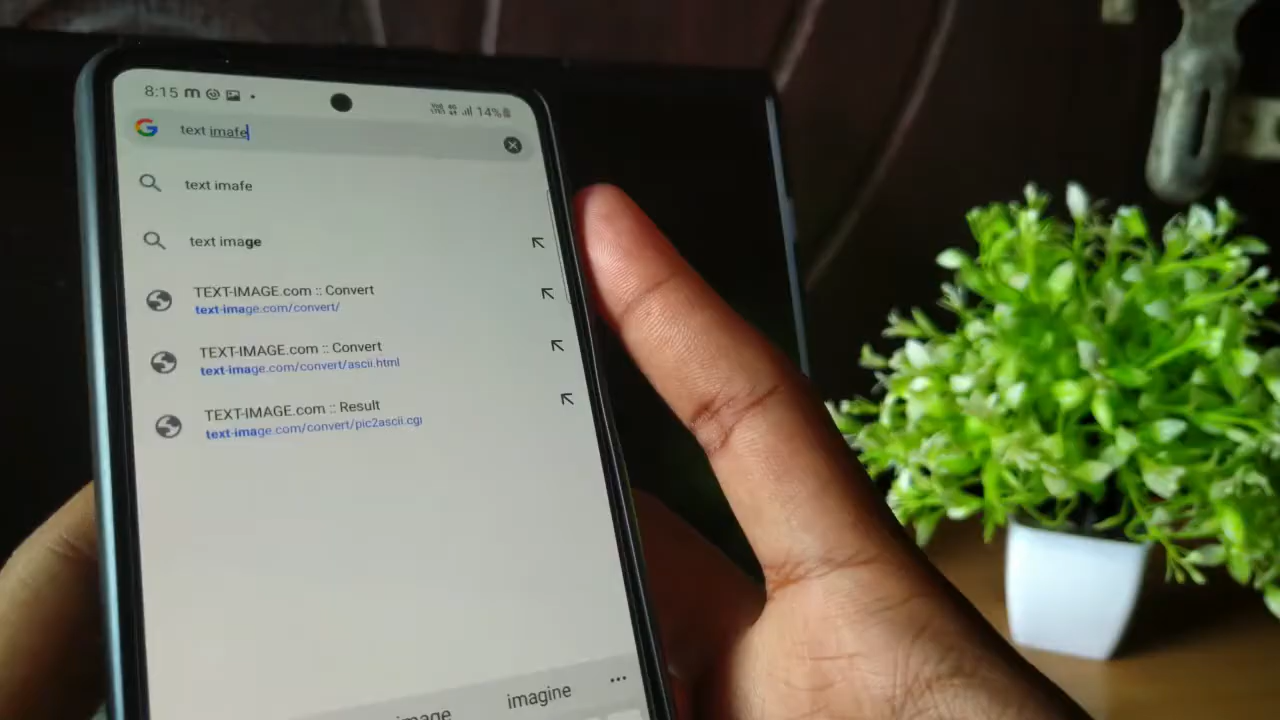 8:15 m
14%
text imafe
text imafe
text image
TEXT-IMAGE.com :: Convert
text-image.com/convert/
TEXT-IMAGE.com :: Convert
text-image.com/convert/ascii.html
TEXT-IMAGE.com :: Result
text-image.com/convert/pic2ascii.cgi
image
imagine